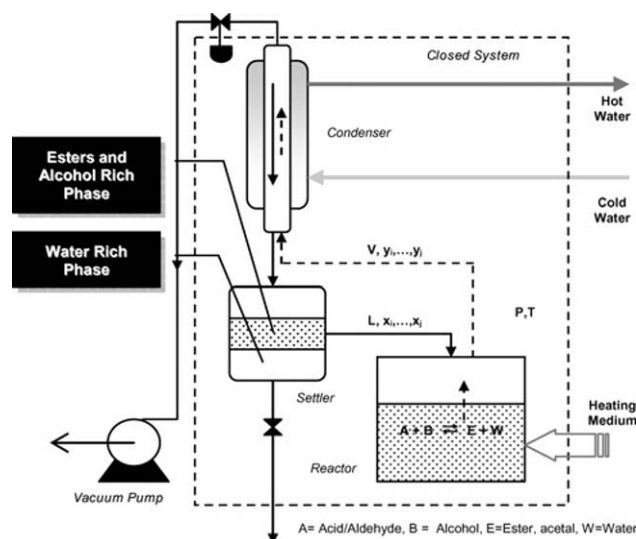 Closed System
Hot
Water
Condenser
Esters and
Alcohol Rich
Phase
Cold
Water
Water Rich
Phase
V, yᵢ,...,yⱼ
L, xᵢ,...,xⱼ
P,T
Settler
Heating
Medium
A + B ⇌ E + W
Reactor
Vacuum Pump
A= Acid/Aldehyde, B = Alcohol, E=Ester, acetal, W=Water